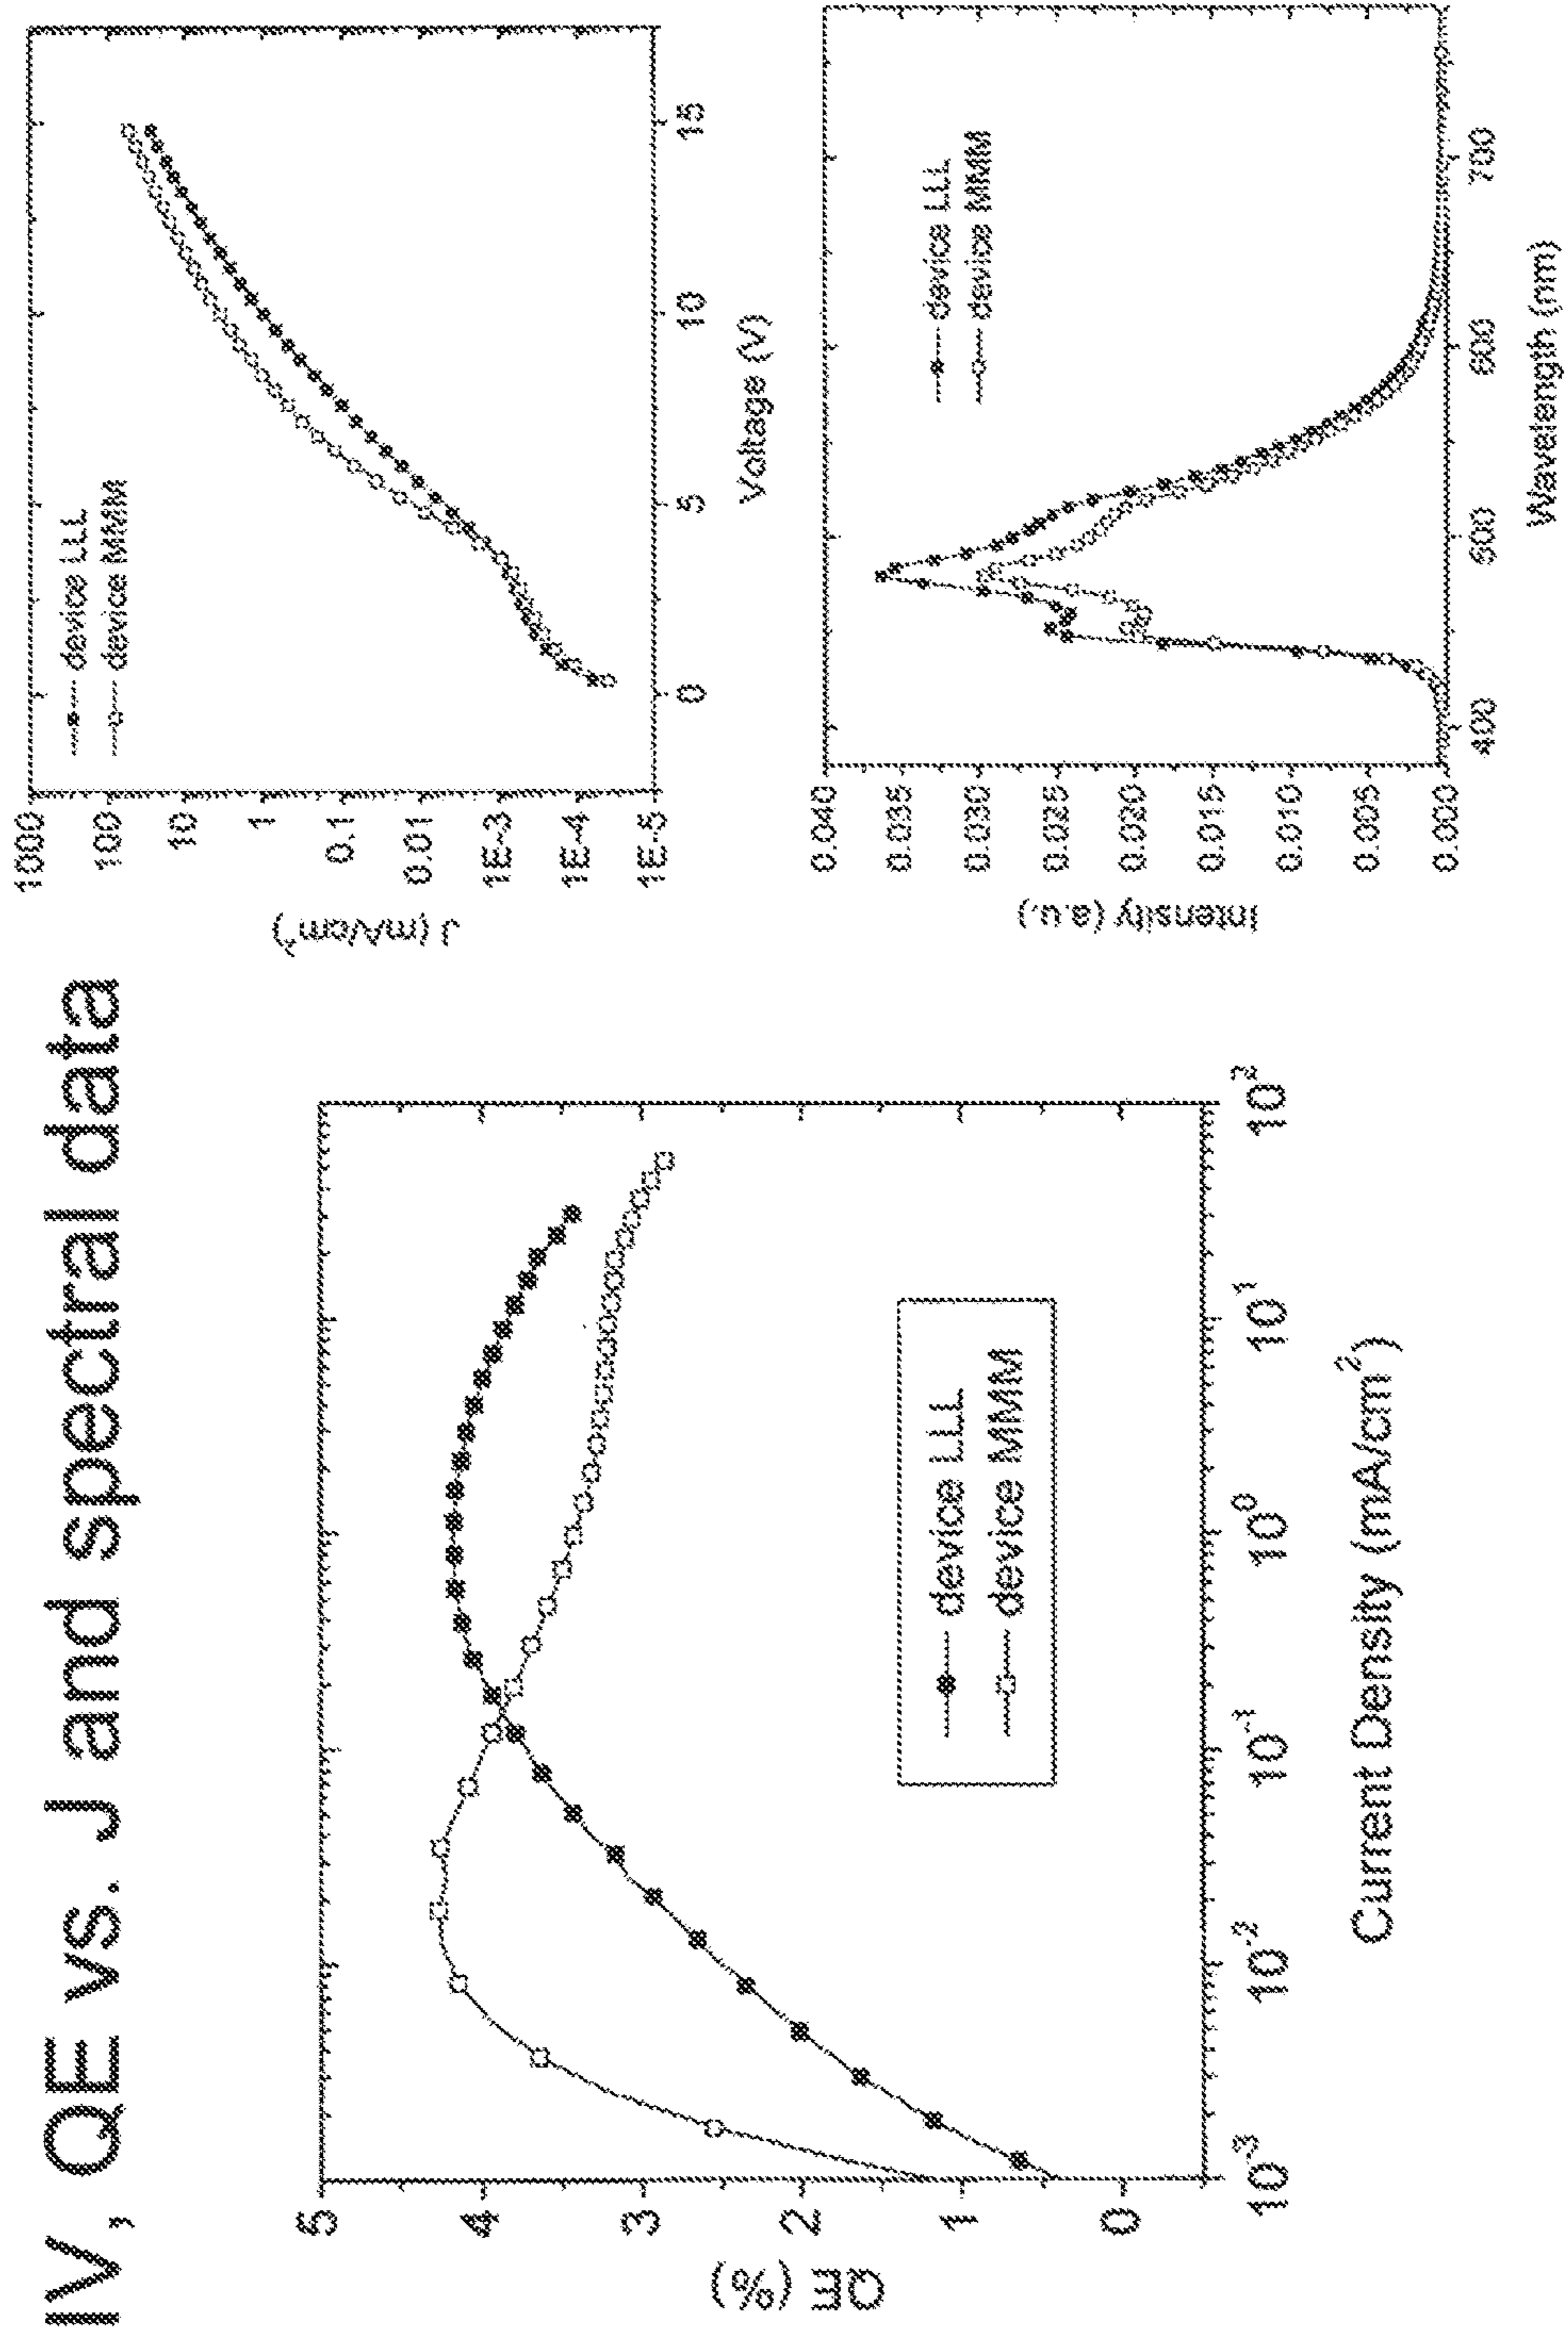 IV, QE vs. J and spectral data
QE (%)
5
4
3
2
1
0
10-3
10-2
10-1
100
101
102
Current Density (mA/cm2)
device LLL
device MMM
J (mA/cm2)
1000
100
10
1
0.1
0.01
1E-3
1E-4
1E-5
0
5
10
15
Voltage (V)
device LLL
device MMM
Intensity (a.u.)
0.040
0.035
0.030
0.025
0.020
0.015
0.010
0.005
0.000
400
500
600
700
Wavelength (nm)
device LLL
device MMM